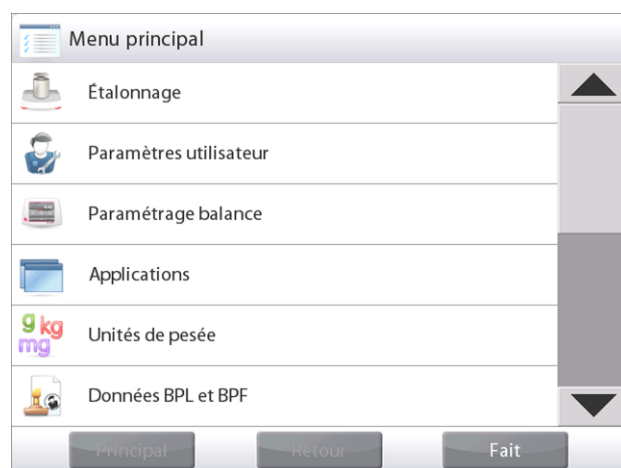 Menu principal
Étalonnage
Paramètres utilisateur
Paramétrage balance
Applications
g kg
mg
Unités de pesée
Données BPL et BPF
Principal Retour Fait